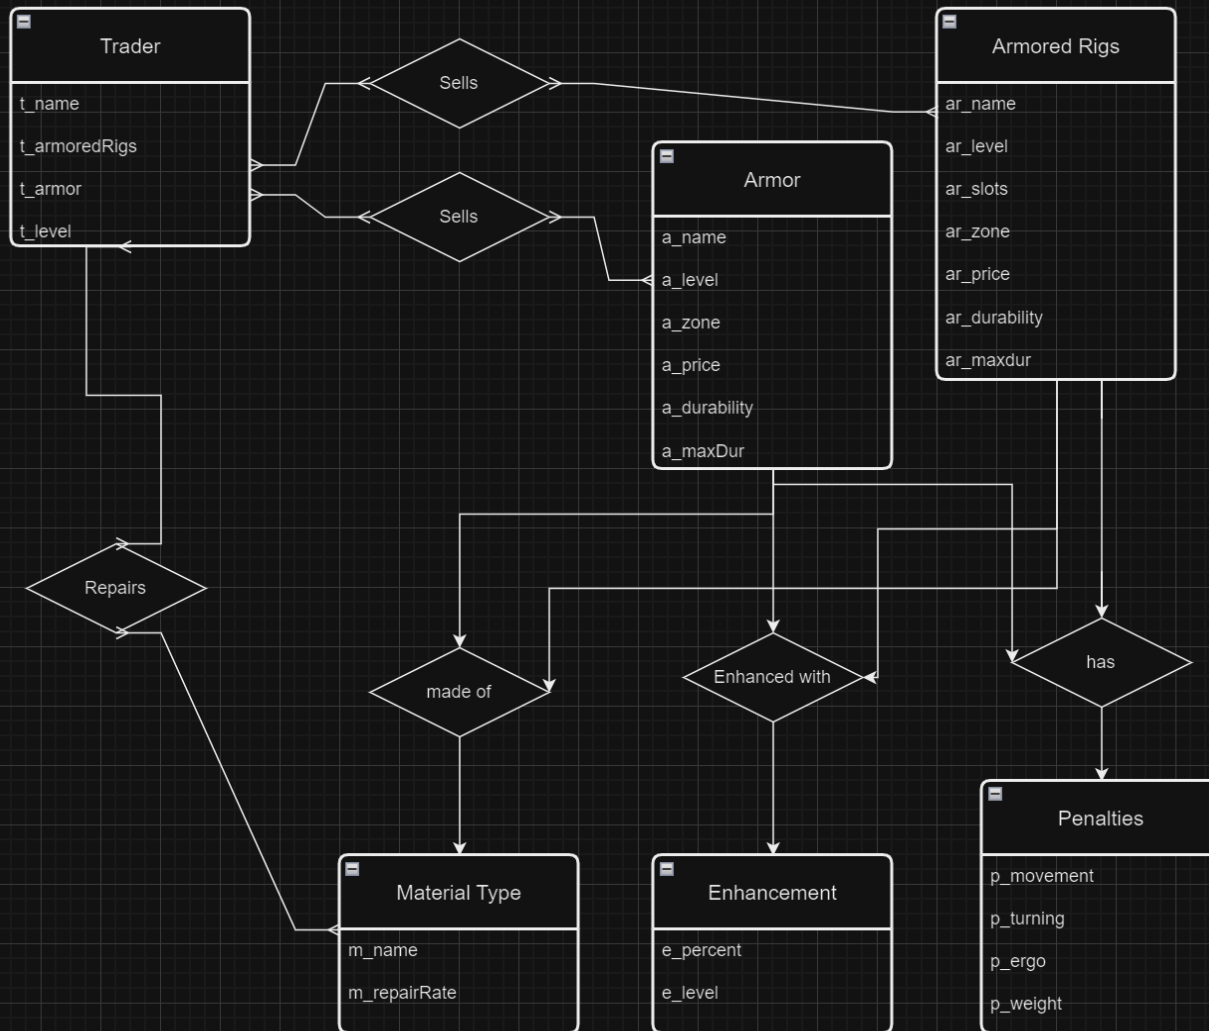 Trader
t_name
t_armoredRigs
t_armor
t_level
Sells
Sells
Armored Rigs
ar_name
ar_level
ar_slots
ar_zone
ar_price
ar_durability
ar_maxdur
Armor
a_name
a_level
a_zone
a_price
a_durability
a_maxDur
Repairs
made of
Enhanced with
has
Material Type
m_name
m_repairRate
Enhancement
e_percent
e_level
Penalties
p_movement
p_turning
p_ergo
p_weight